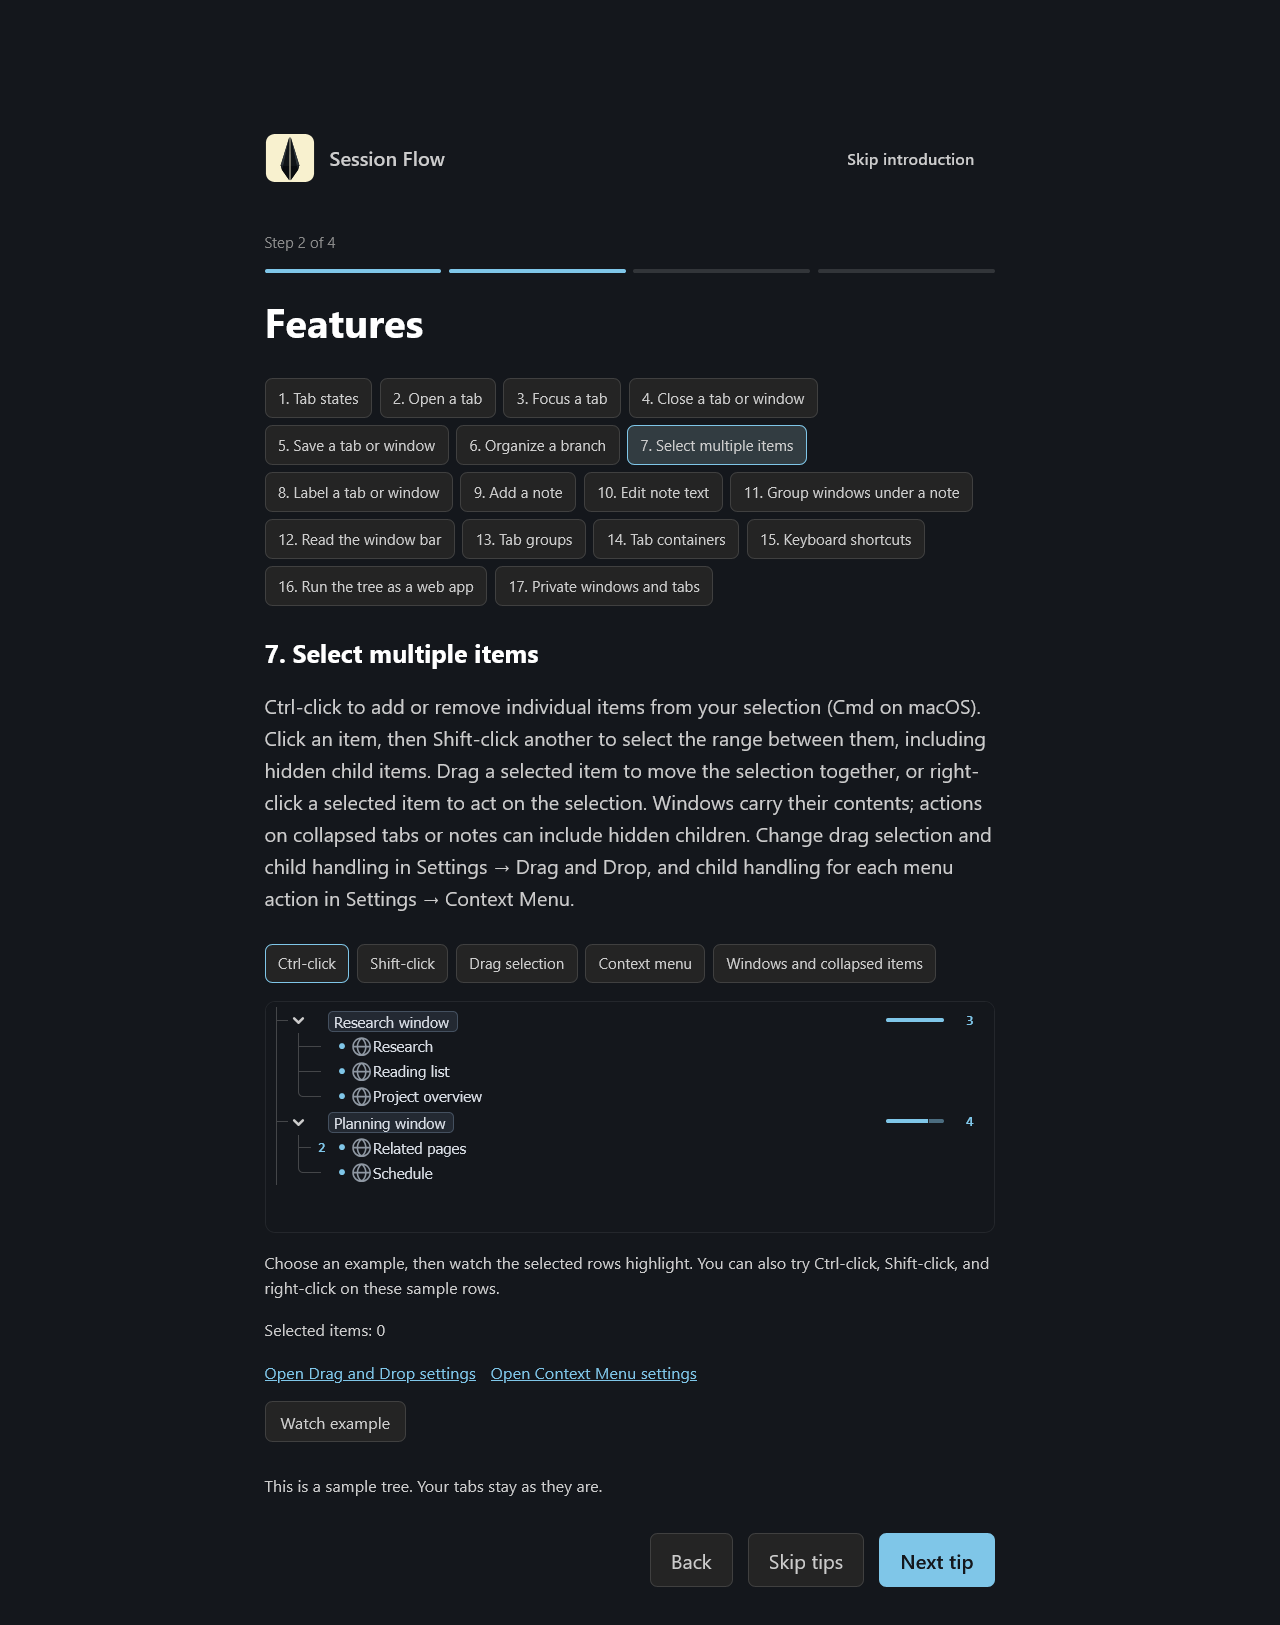 Session Flow
Skip introduction
Step 2 of 4
Features
1. Tab states
2. Open a tab
3. Focus a tab
4. Close a tab or window
5. Save a tab or window
6. Organize a branch
7. Select multiple items
8. Label a tab or window
9. Add a note
10. Edit note text
11. Group windows under a note
12. Read the window bar
13. Tab groups
14. Tab containers
15. Keyboard shortcuts
16. Run the tree as a web app
17. Private windows and tabs
7. Select multiple items
Ctrl-click to add or remove individual items from your selection (Cmd on macOS).
Click an item, then Shift-click another to select the range between them, including
hidden child items. Drag a selected item to move the selection together, or right-
click a selected item to act on the selection. Windows carry their contents; actions
on collapsed tabs or notes can include hidden children. Change drag selection and
child handling in Settings → Drag and Drop, and child handling for each menu
action in Settings → Context Menu.
Ctrl-click
Shift-click
Drag selection
Context menu
Windows and collapsed items
Research window
3
Research
Reading list
Project overview
Planning window
4
2
Related pages
Schedule
Choose an example, then watch the selected rows highlight. You can also try Ctrl-click, Shift-click, and
right-click on these sample rows.
Selected items: 0
Open Drag and Drop settings
Open Context Menu settings
Watch example
This is a sample tree. Your tabs stay as they are.
Back
Skip tips
Next tip